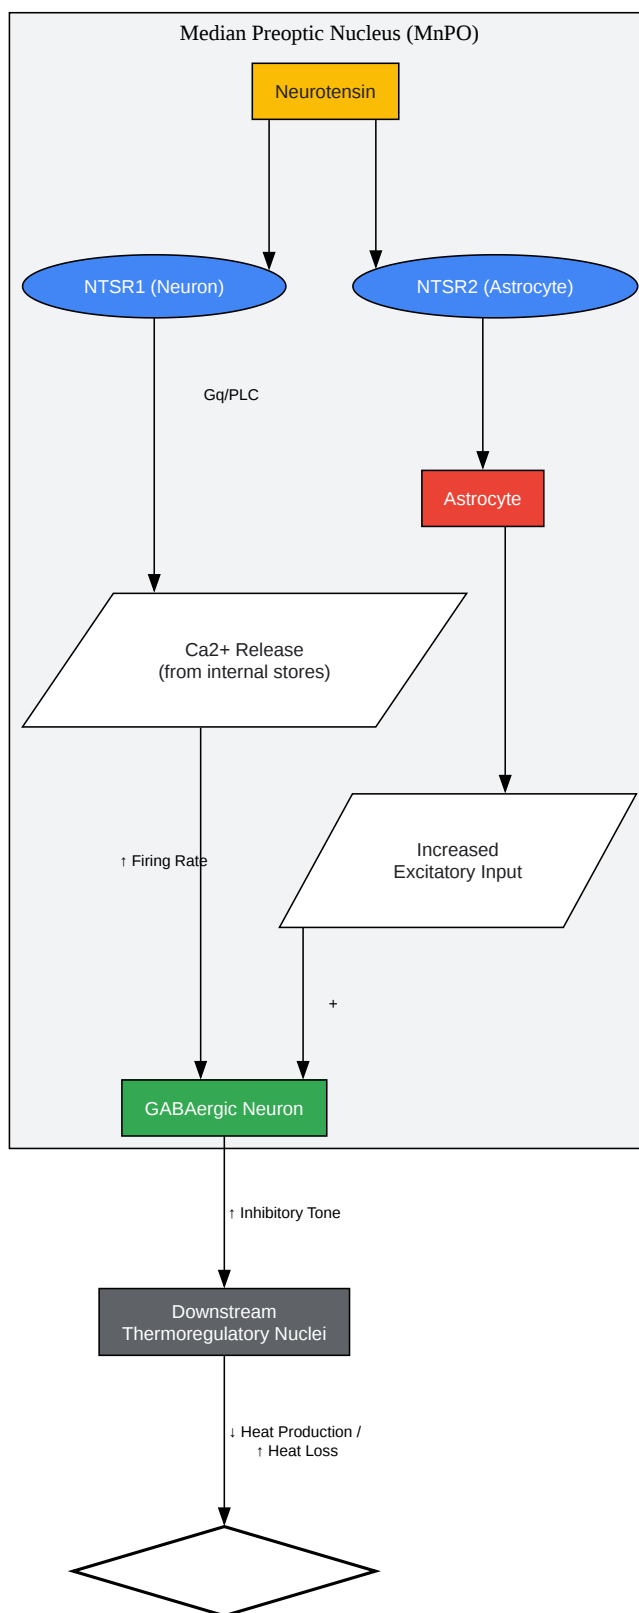 Median Preoptic Nucleus (MnPO)
Neurotensin
NTSR1 (Neuron)
NTSR2 (Astrocyte)
Gq/PLC
Astrocyte
Ca2+ Release
(from internal stores)
↑ Firing Rate
Increased
Excitatory Input
+
GABAergic Neuron
↑ Inhibitory Tone
Downstream
Thermoregulatory Nuclei
↓ Heat Production /
↑ Heat Loss